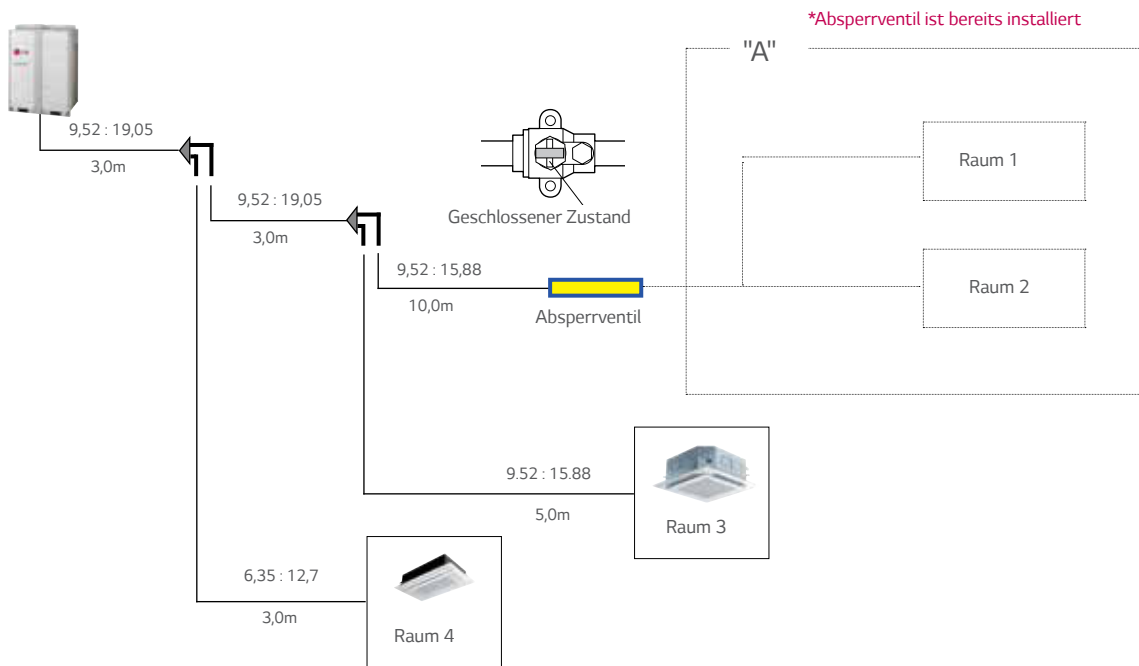 *Absperrventil ist bereits installiert
"A"
9,52 : 19,05
3,0m
Raum 1
Geschlossener Zustand
9,52 : 19,05
3,0m
9,52 : 15,88
10,0m
Absperrventil
Raum 2
9.52 : 15.88
5,0m
Raum 3
6,35 : 12,7
3,0m
Raum 4